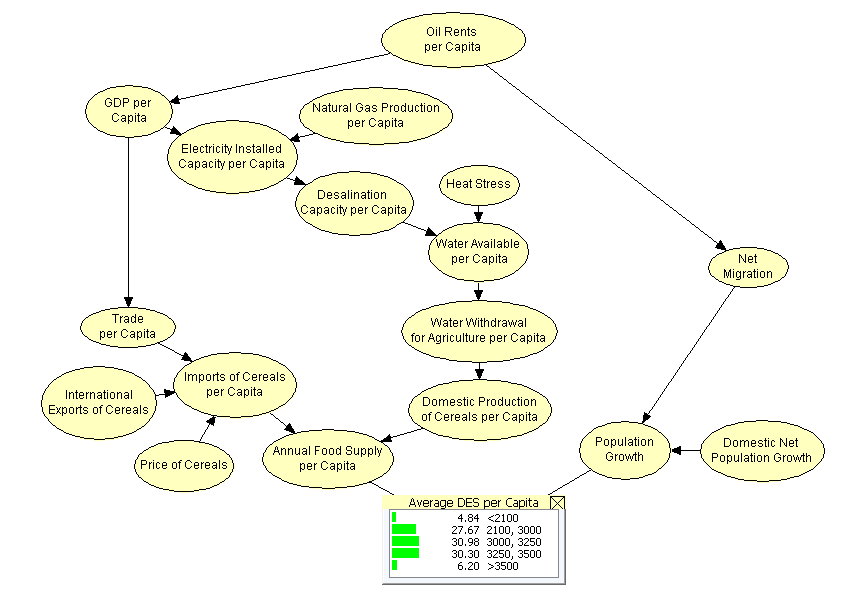 Oil Rents
per Capita
GDP per
Capita
Natural Gas Production
per Capita
Electricity Installed
Capacity per Capita
Desalination
Capacity per Capita
Heat Stress
Water Available
per Capita
Net
Migration
Trade
per Capita
Water Withdrawal
for Agriculture per Capita
Imports of Cereals
per Capita
International
Exports of Cereals
Domestic Production
of Cereals per Capita
Price of Cereals
Annual Food Supply
per Capita
Population
Growth
Domestic Net
Population Growth
Average DES per Capita
4.84 <2100
27.67 2100, 3000
30.98 3000, 3250
30.30 3250, 3500
6.20 >3500